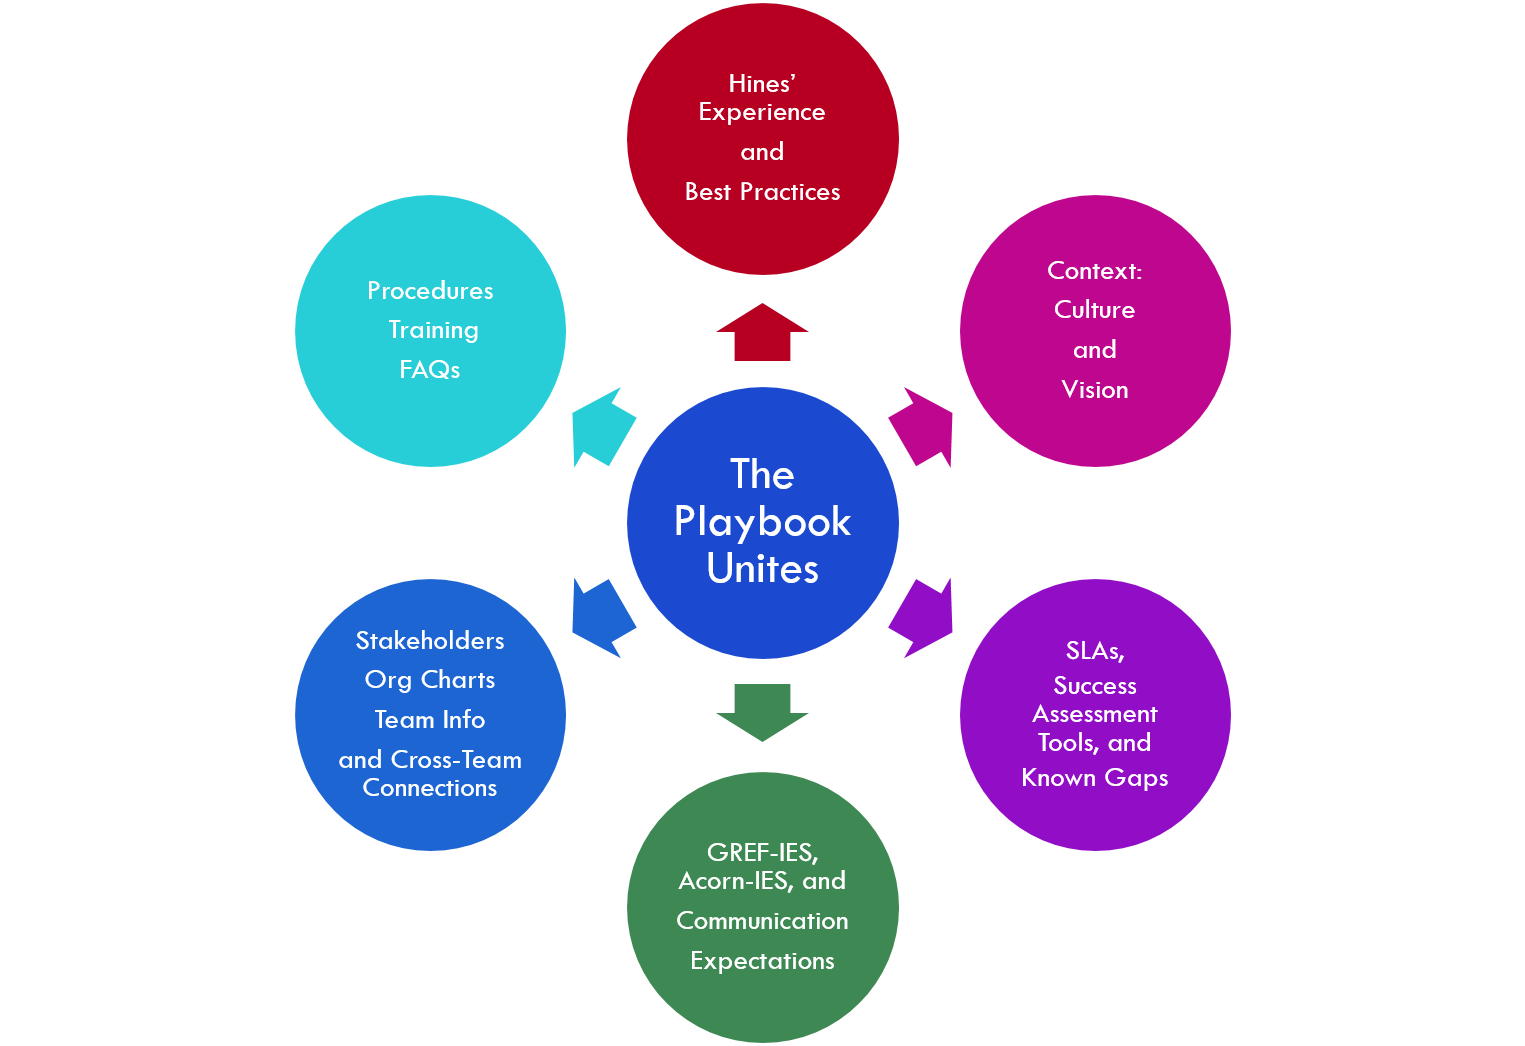 Hines’
Experience
and
Best Practices
Context:
Culture
and
Vision
SLAs,
Success
Assessment
Tools, and
Known Gaps
GREF-IES,
Acorn-IES, and
Communication
Expectations
Stakeholders
Org Charts
Team Info
and Cross-Team
Connections
Procedures
Training
FAQs
The
Playbook
Unites